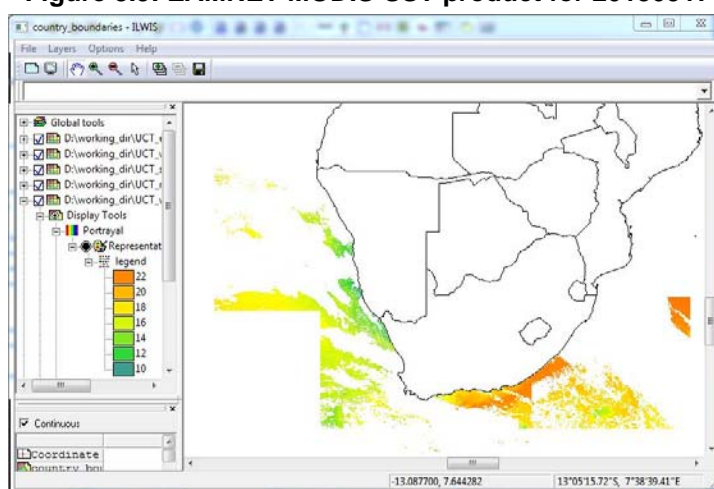 country_boundaries - ILWIS
File Layers Options Help
Global tools
D:\working_dir\UCT_
D:\working_dir\UCT_
D:\working_dir\UCT_s
D:\working_dir\UCT_
D:\working_dir\UCT_
Display Tools
Portrayal
Representat
legend
22
20
18
16
14
12
10
Continuous
Coordinate
country_bou
-13.087700, 7.644282
13°05'15.72"S, 7°38'39.41"E